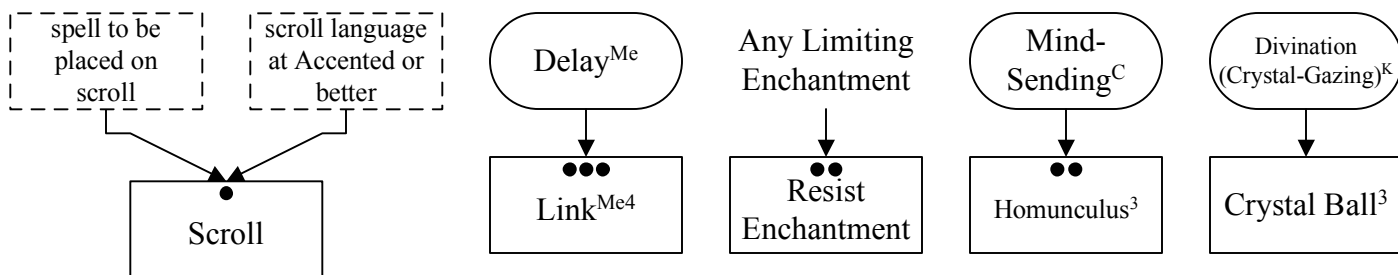 spell to be
placed on
scroll
scroll language
at Accented or
better
Scroll
Delay^Me
Link^Me4
Any Limiting
Enchantment
Resist
Enchantment
Mind-
Sending^C
Homunculus^3
Divination
(Crystal-Gazing)^K
Crystal Ball^3